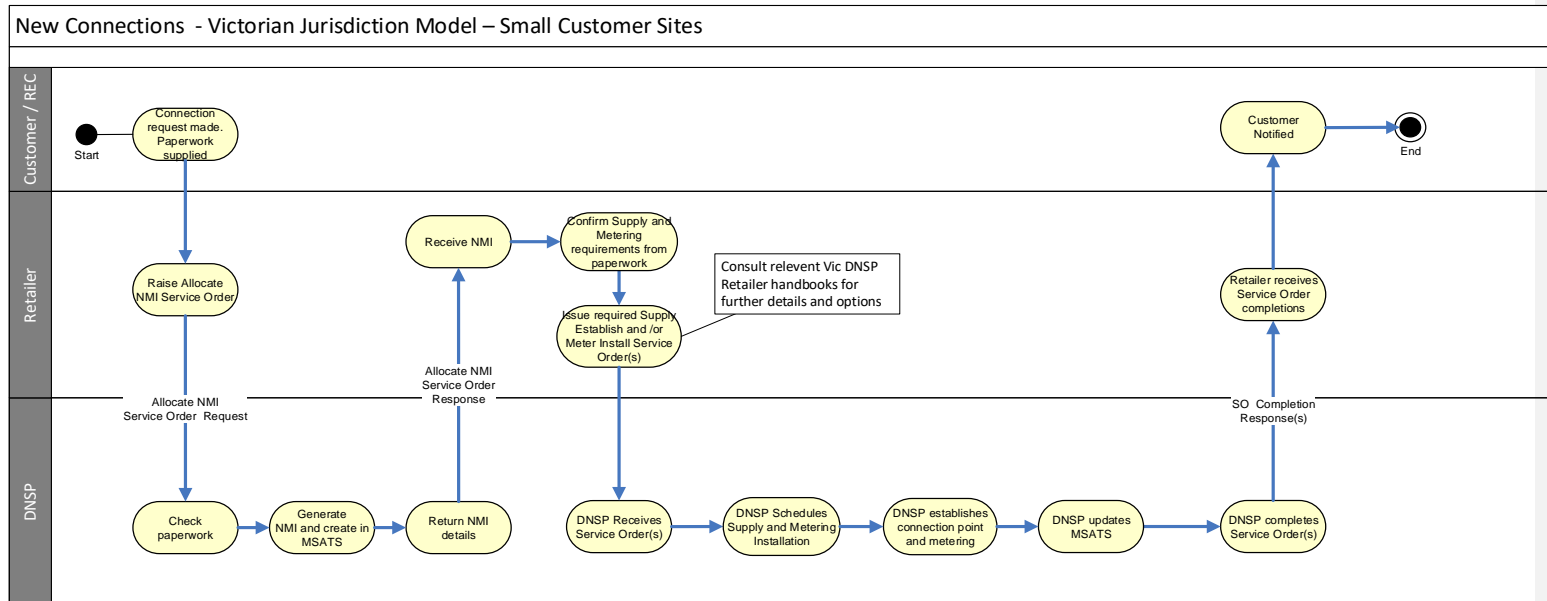 New Connections - Victorian Jurisdiction Model – Small Customer Sites
Customer / REC
Start
Connection
request made.
Paperwork
supplied
Customer
Notified
End
Retailer
Raise Allocate
NMI Service Order
Receive NMI
Confirm Supply and
Metering
requirements from
paperwork
Issue required Supply
Establish and /or
Meter Install Service
Order(s)
Consult relevent Vic DNSP
Retailer handbooks for
further details and options
Retailer receives
Service Order
completions
Allocate NMI
Service Order Request
Allocate NMI
Service Order
Response
SO Completion
Response(s)
DNSP
Check
paperwork
Generate
NMI and create in
MSATS
Return NMI
details
DNSP Receives
Service Order(s)
DNSP Schedules
Supply and Metering
Installation
DNSP establishes
connection point
and metering
DNSP updates
MSATS
DNSP completes
Service Order(s)